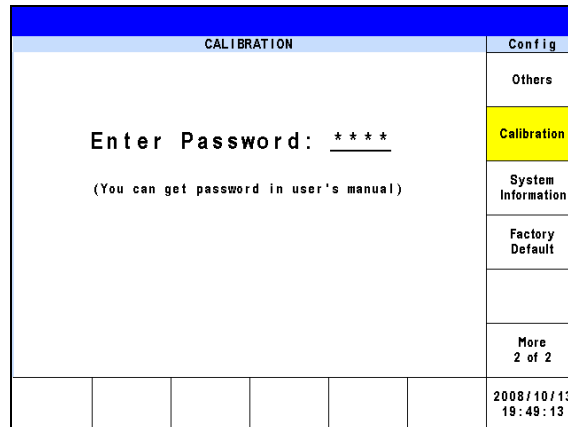 CALIBRATION
Config
Others
Enter Password: ****
Calibration
(You can get password in user's manual)
System
Information
Factory
Default
More
2 of 2
2008/10/13
19:49:13